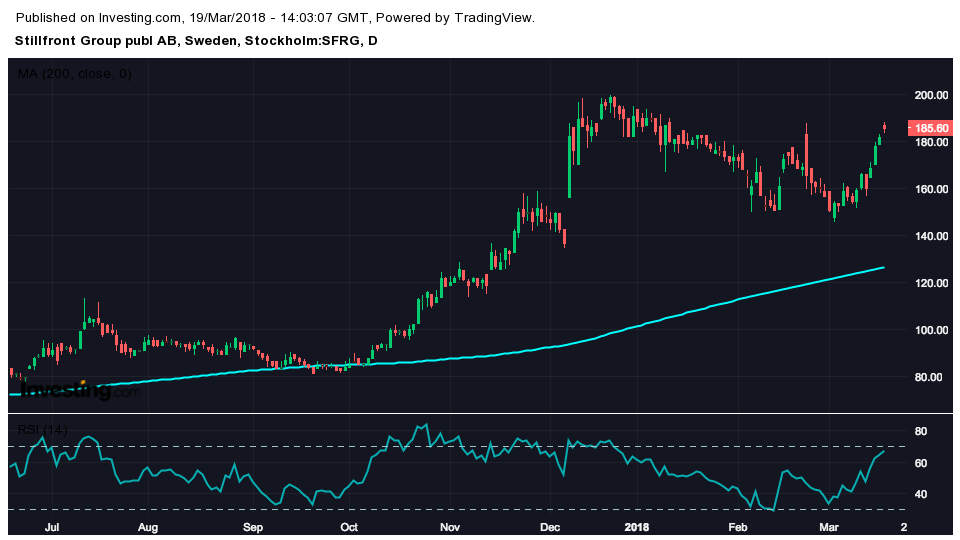 Published on Investing.com, 19/Mar/2018 - 14:03:07 GMT, Powered by TradingView.
Stillfront Group publ AB, Sweden, Stockholm:SFRG, D
MA (200, close, 0)
200.00
185.60
180.00
160.00
140.00
120.00
100.00
80.00
Investing.com
RSI (14)
80
60
40
Jul Aug Sep Oct Nov Dec 2018 Feb Mar 2